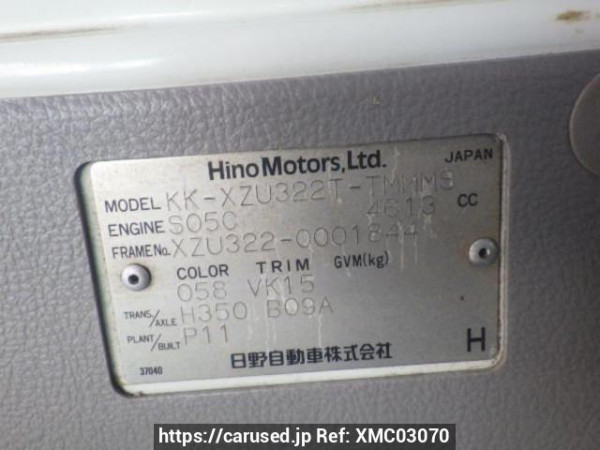 Hino Motors, Ltd. JAPAN
MODEL KK-XZU322T-TMMMS
ENGINE S05C 4613 CC
FRAME No. XZU322-0001844
COLOR TRIM GVM(kg)
058 VK15
TRANS/AXLE H350 B09A
PLANT/BUILT P11
37040 日野自動車株式会社 H
https://carused.jp Ref: XMC03070